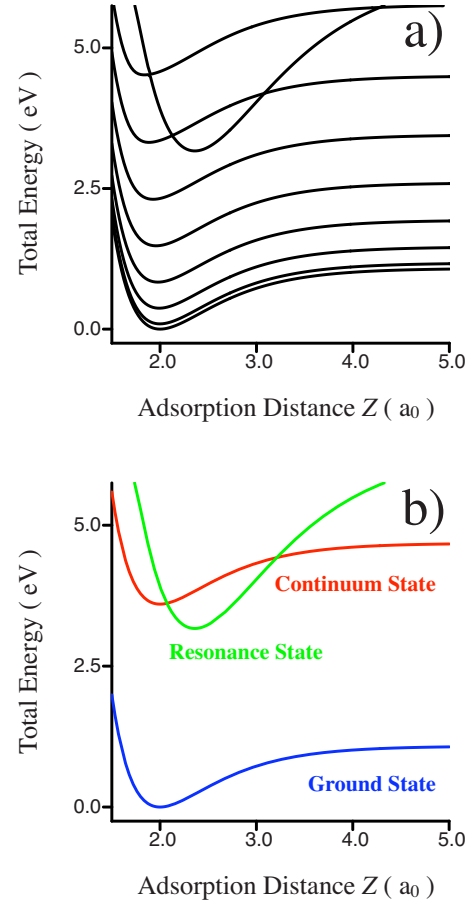 a)
5.0
2.5
0.0
Total Energy ( eV )
2.0 3.0 4.0 5.0
Adsorption Distance Z ( a0 )
b)
5.0
Continuum State
Resonance State
2.5
Total Energy ( eV )
Ground State
0.0
2.0 3.0 4.0 5.0
Adsorption Distance Z ( a0 )